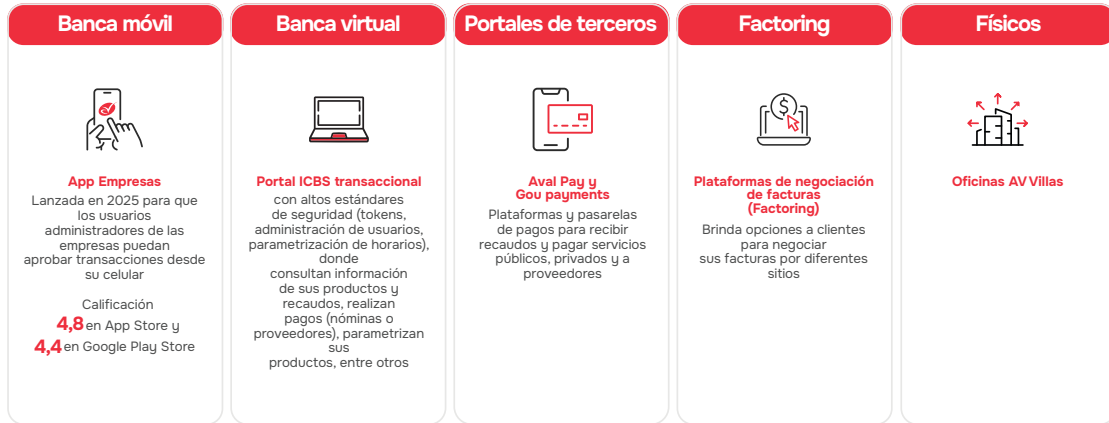 Banca móvil
App Empresas
Lanzada en 2025 para que
los usuarios
administradores de las
empresas puedan
aprobar transacciones desde
su celular
Calificación
4,8 en App Store y
4,4 en Google Play Store
Banca virtual
Portal ICBS transaccional
con altos estándares
de seguridad (tokens,
administración de usuarios,
parametrización de horarios),
donde
consultan información
de sus productos y
recaudos, realizan
pagos (nóminas o
proveedores), parametrizan
sus
productos, entre otros
Portales de terceros
Aval Pay y
Gou payments
Plataformas y pasarelas
de pagos para recibir
recaudos y pagar servicios
públicos, privados y a
proveedores
Factoring
Plataformas de negociación
de facturas
(Factoring)
Brinda opciones a clientes
para negociar
sus facturas por diferentes
sitios
Físicos
Oficinas AV Villas